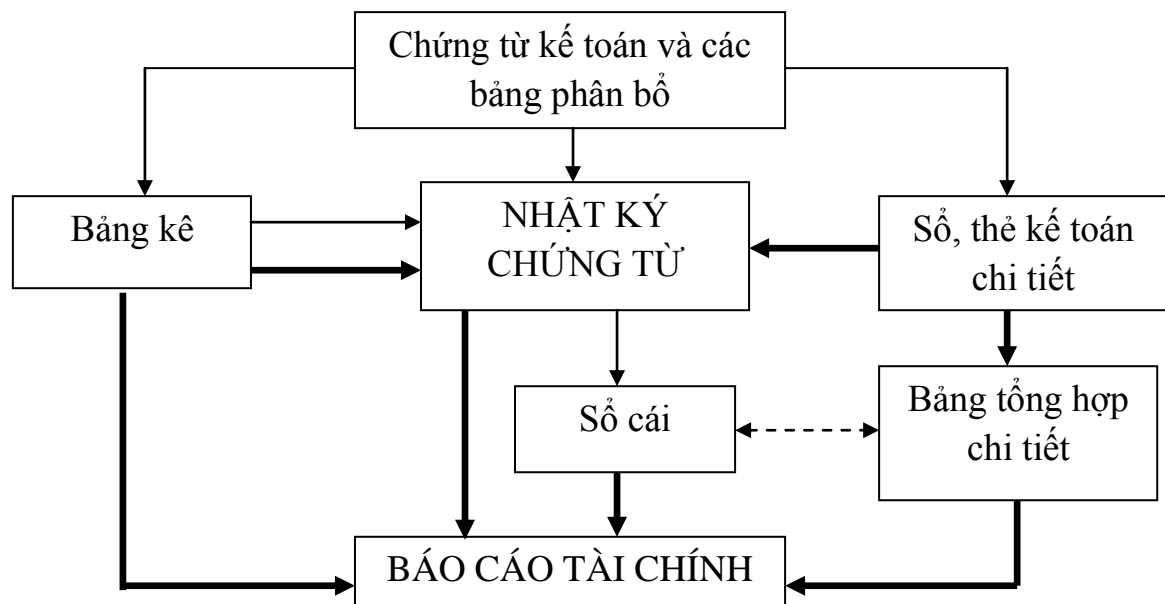 Chứng từ kế toán và các
bảng phân bổ
Bảng kê
NHẬT KÝ
CHỨNG TỪ
Sổ, thẻ kế toán
chi tiết
Sổ cái
Bảng tổng hợp
chi tiết
BÁO CÁO TÀI CHÍNH